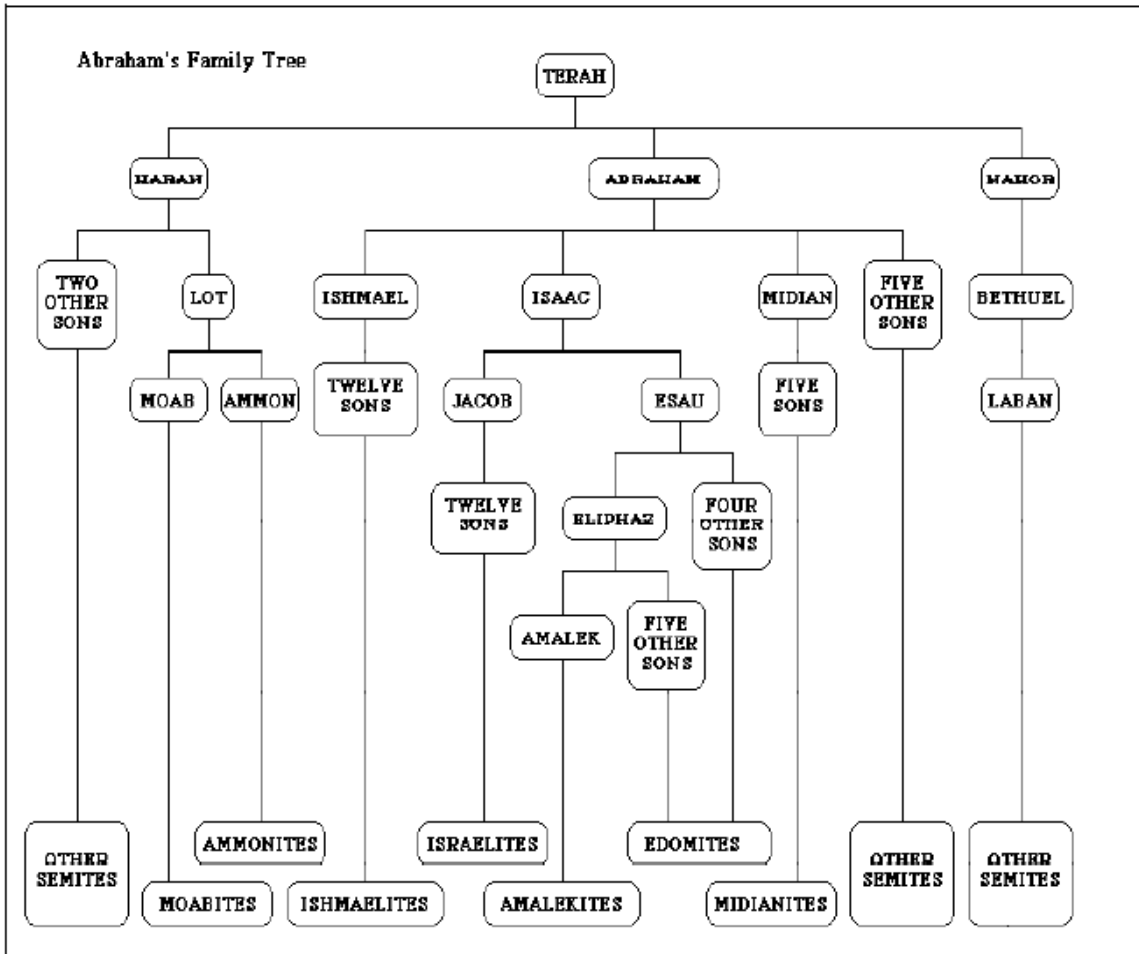 Abraham's Family Tree
TERAH
HARAN
ABRAHAM
NAHOR
TWO
OTHER
SONS
LOT
ISHMAEL
ISAAC
MIDIAN
FIVE
OTHER
SONS
BETHUEL
MOAB
AMMON
TWELVE
SONS
JACOB
ESAU
FIVE
SONS
LABAN
TWELVE
SONS
ELIPHAZ
FOUR
OTHER
SONS
AMALEK
FIVE
OTHER
SONS
OTHER
SEMITES
AMMONITES
ISRAELITES
EDOMITES
OTHER
SEMITES
OTHER
SEMITES
MOABITES
ISHMAELITES
AMALEKITES
MIDIANITES